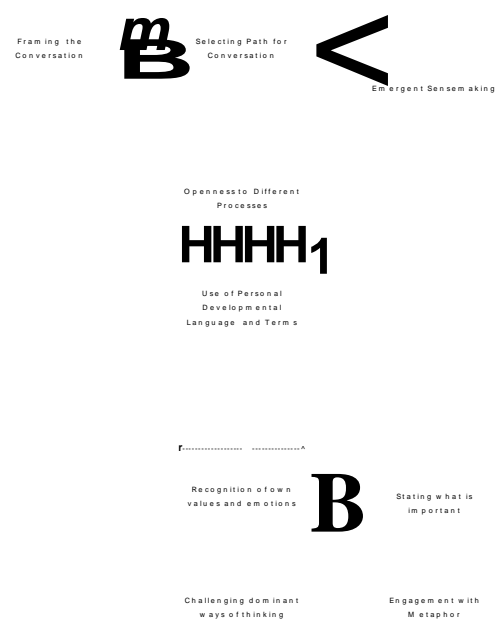 Framing the
Conversation
m
B
Selecting Path for
Conversation
<
Emergent Sensemaking
Openness to Different
Processes
HHHH1
Use of Personal
Developmental
Language and Terms
r------------------- ---------------^
Recognition of own
values and emotions
B
Stating what is
important
Challenging dominant
ways of thinking
Engagement with
Metaphor